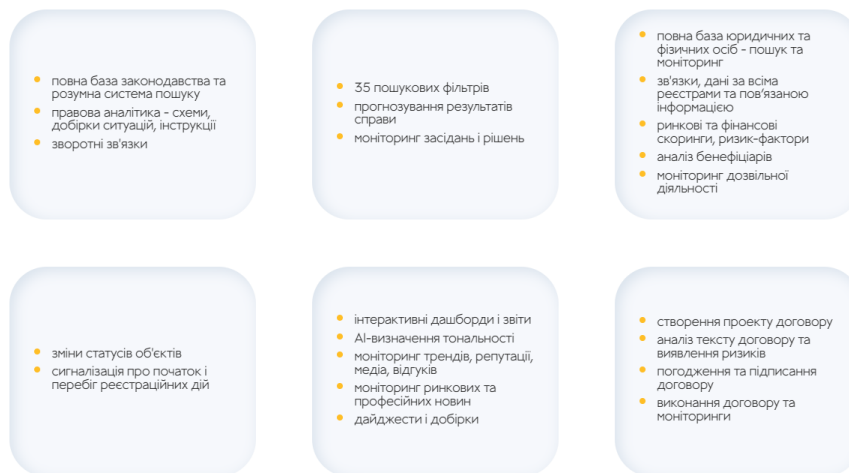 повна база законодавства та
розумна система пошуку
правова аналітика - схеми,
добірки ситуацій, інструкції
зворотні зв'язки
35 пошукових фільтрів
прогнозування результатів
справи
моніторинг засідань і рішень
повна база юридичних та
фізичних осіб - пошук та
моніторинг
зв'язки, дані за всіма
реєстрами та пов'язаною
інформацією
ринкові та фінансові
скоринги, ризик-фактори
аналіз бенефіціарів
моніторинг дозвільної
діяльності
зміни статусів об'єктів
сигналізація про початок і
перебіг реєстраційних дій
інтерактивні дашборди і звіти
AI-визначення тональності
моніторинг трендів, репутації,
медіа, відгуків
моніторинг ринкових та
професійних новин
дайджести і добірки
створення проекту договору
аналіз тексту договору та
виявлення ризиків
погодження та підписання
договору
виконання договору та
моніторинги